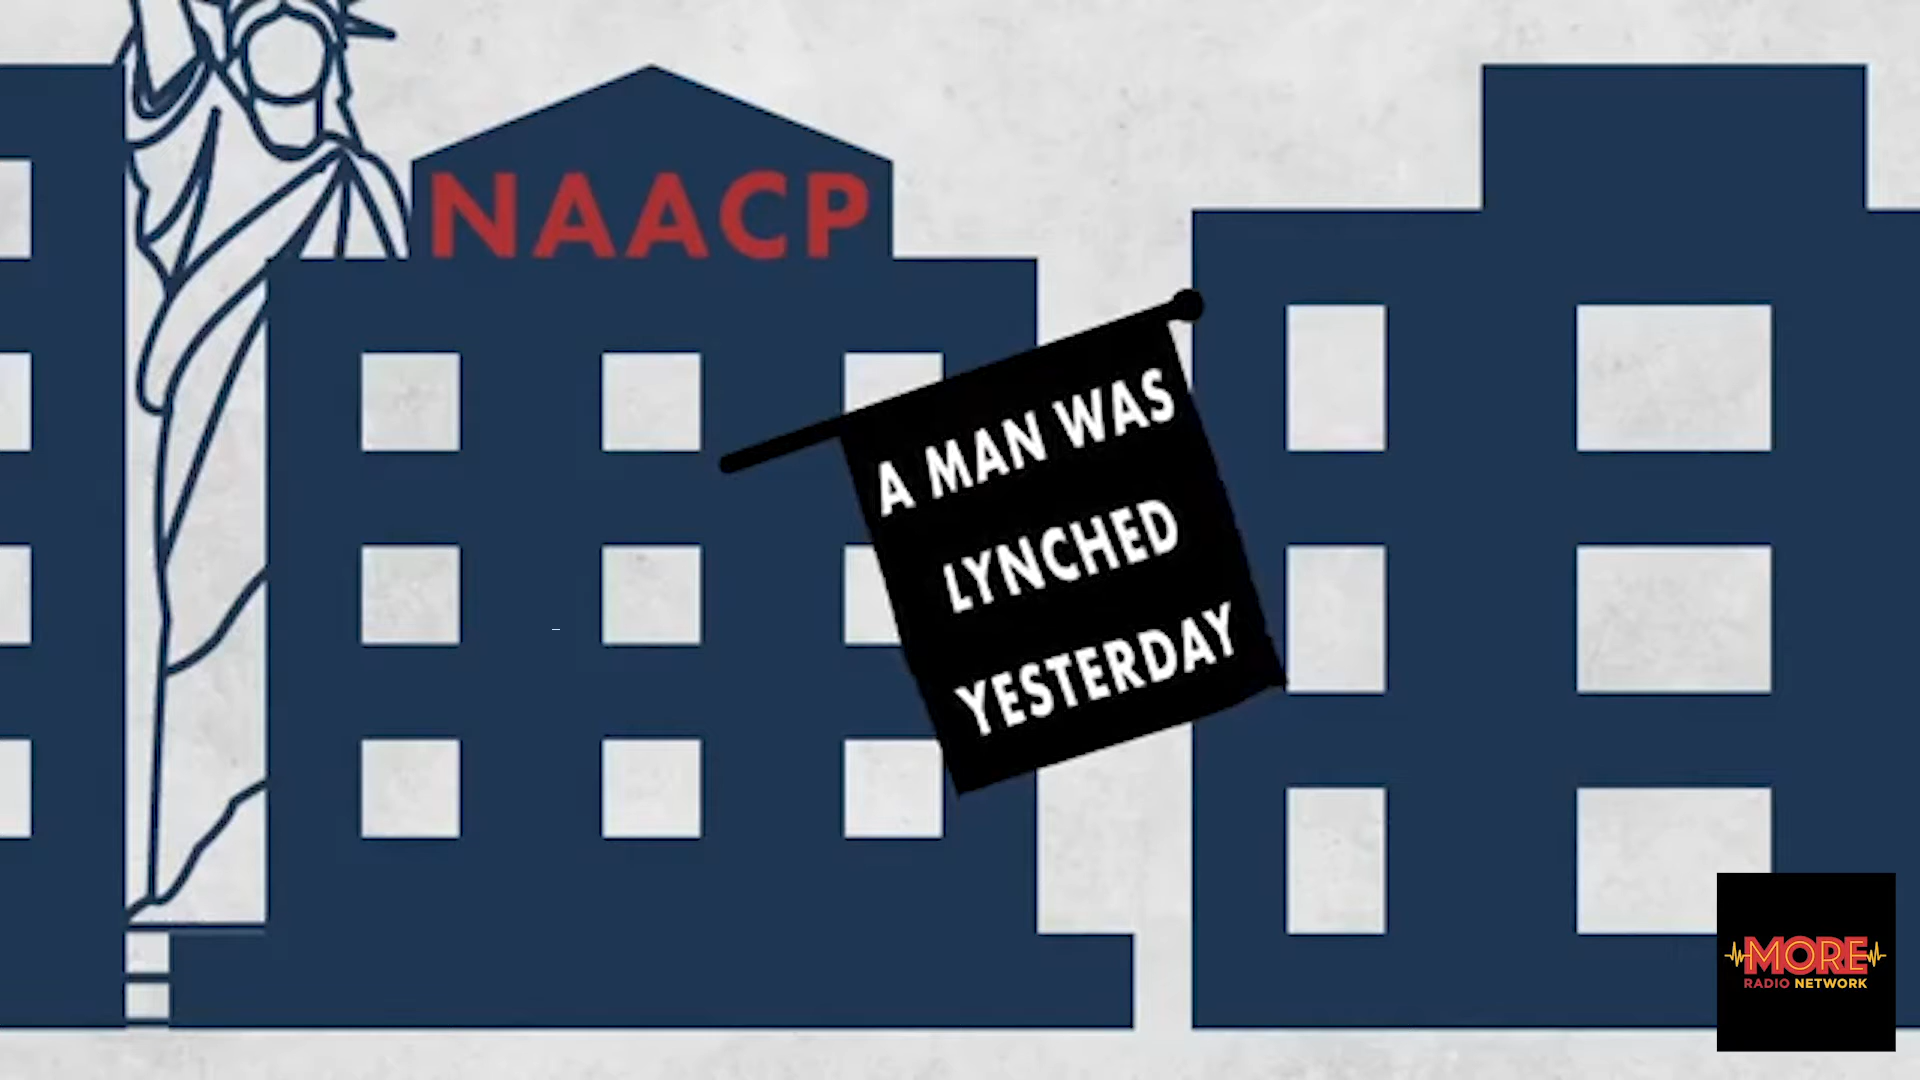 NAACP
A MAN WAS
LYNCHED
YESTERDAY
MORE
RADIO NETWORK